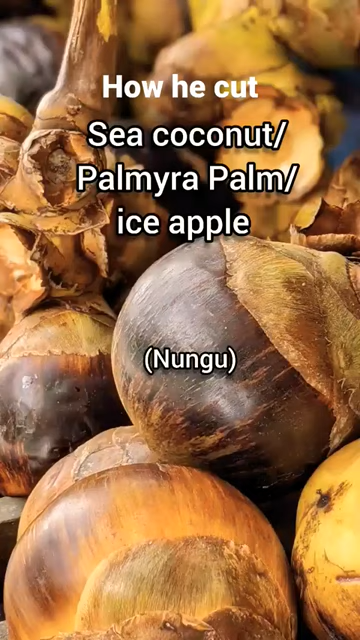 How he cut
Sea coconut/
Palmyra Palm/
ice apple
(Nungu)